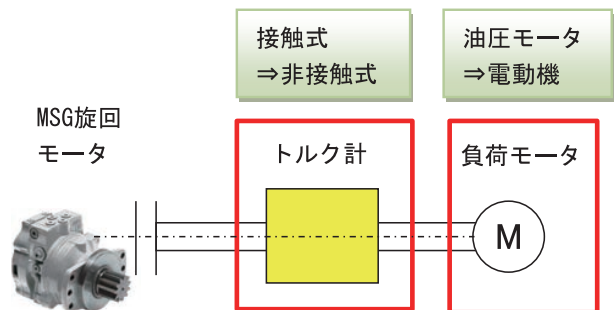 接触式
⇒非接触式
油圧モータ
⇒電動機
MSG旋回
モータ
トルク計
負荷モータ
M